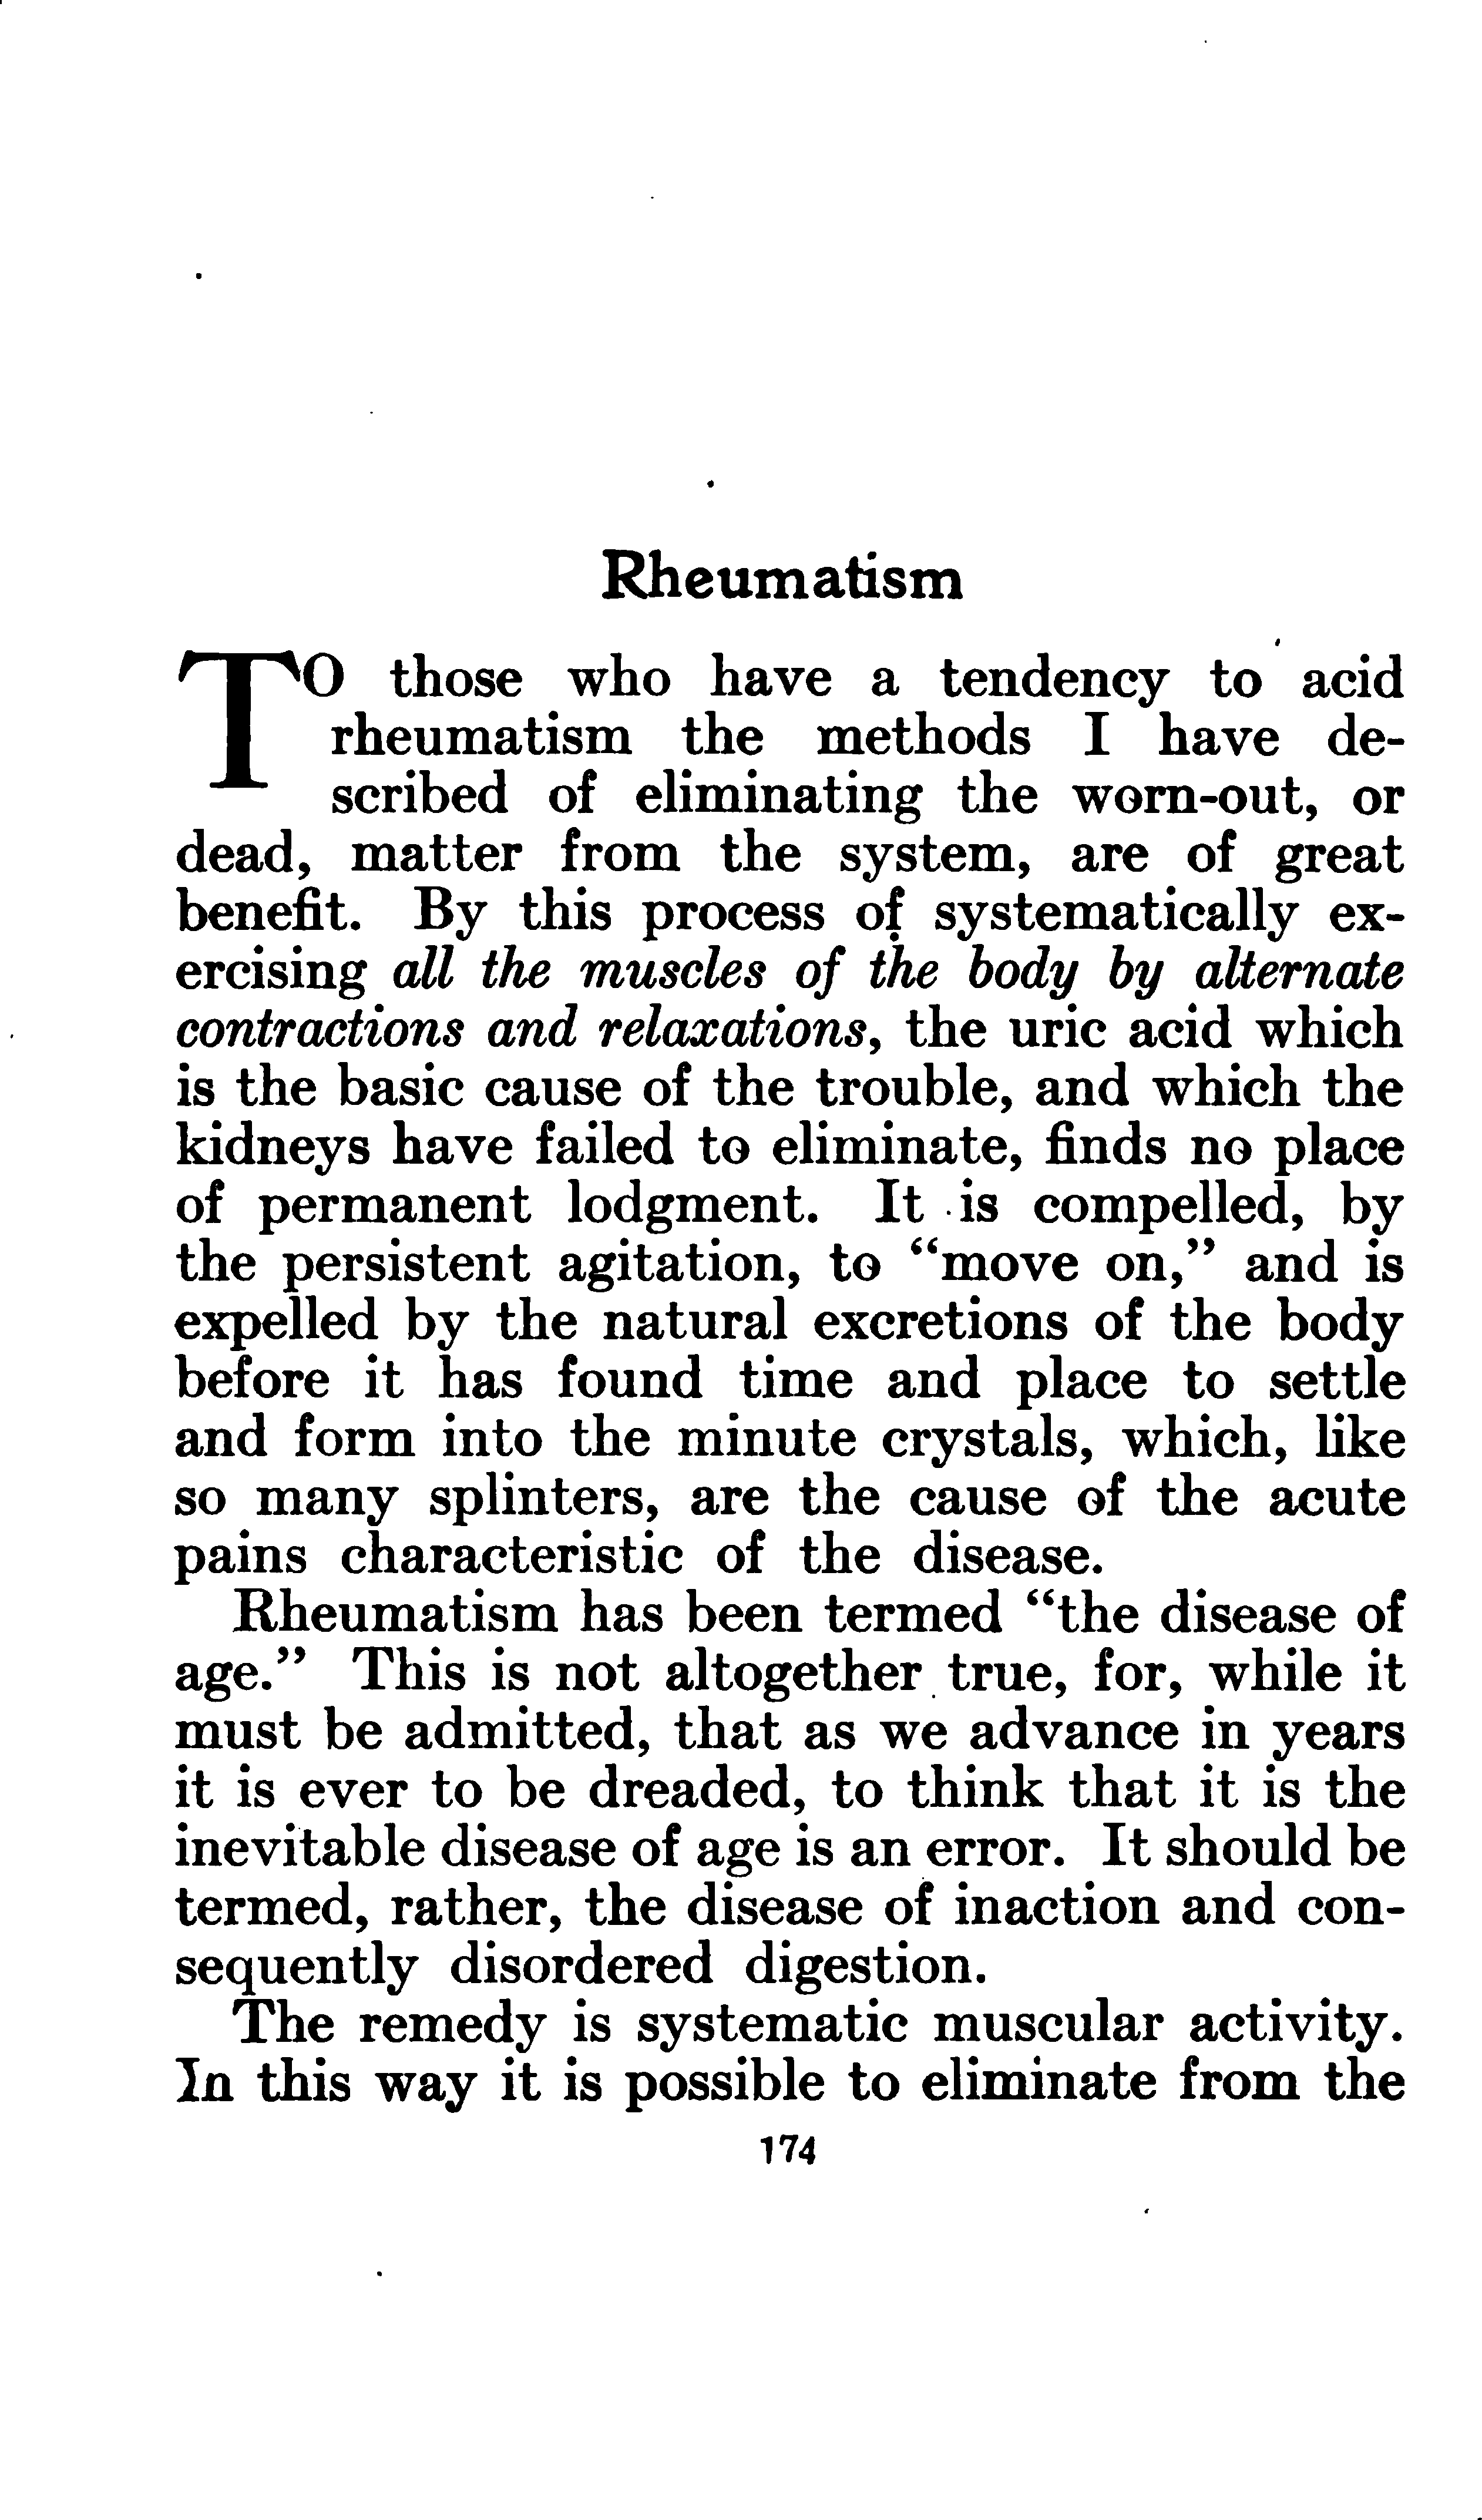 Rheumatism
TO those who have a tendency to acid
rheumatism the methods I have de-
scribed of eliminating the worn-out, or
dead, matter from the system, are of great
benefit. By this process of systematically ex-
ercising all the muscles of the body by alternate
contractions and relaxations, the uric acid which
is the basic cause of the trouble, and which the
kidneys have failed to eliminate, finds no place
of permanent lodgment. It is compelled, by
the persistent agitation, to “move on,” and is
expelled by the natural excretions of the body
before it has found time and place to settle
and form into the minute crystals, which, like
so many splinters, are the cause of the acute
pains characteristic of the disease.
Rheumatism has been termed “the disease of
age.” This is not altogether true, for, while it
must be admitted, that as we advance in years
it is ever to be dreaded, to think that it is the
inevitable disease of age is an error. It should be
termed, rather, the disease of inaction and con-
sequently disordered digestion.
The remedy is systematic muscular activity.
In this way it is possible to eliminate from the
174